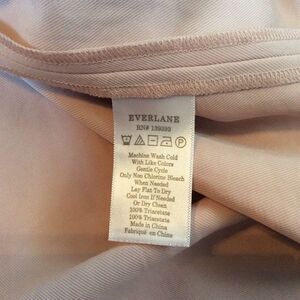 EVERLANE
RN# 139393
Machine Wash Cold
With Like Colors
Gentle Cycle
Only Non Chlorine Bleach
When Needed
Lay Flat To Dry
Cool Iron If Needed
Or Dry Clean
100% Triacetate
100% Triacetate
Made in China
Fabriqué en China